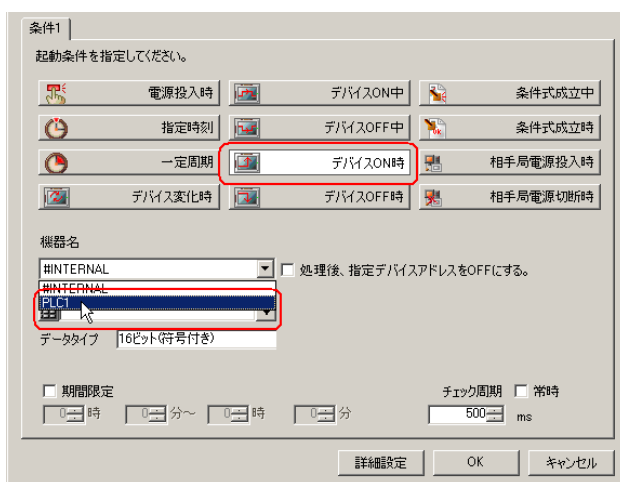 条件1
起動条件を指定してください。
電源投入時 デバイスON中 条件式成立中
指定時刻 デバイスOFF中 条件式成立時
一定周期 デバイスON時 相手局電源投入時
デバイス変化時 デバイスOFF時 相手局電源切断時
機器名
#INTERNAL 処理後、指定デバイスアドレスをOFFにする。
#INTERNAL
PLC1
データタイプ 16ビット(符号付き)
期間限定 チェック周期 常時
0 時 0 分～ 0 時 0 分 500 ms
詳細設定 OK キャンセル